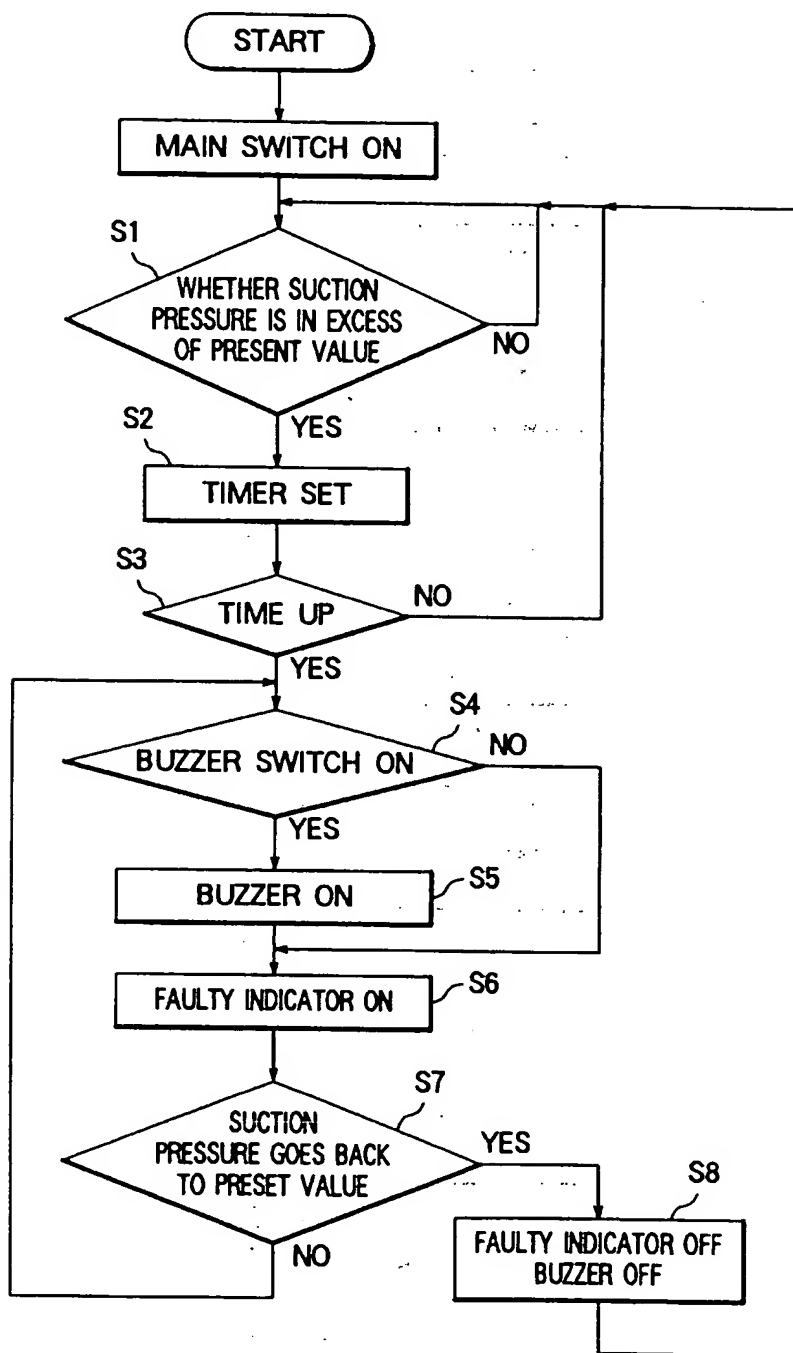 START
MAIN SWITCH ON
S1
WHETHER SUCTION
PRESSURE IS IN EXCESS
OF PRESENT VALUE
NO
YES
S2
TIMER SET
S3
TIME UP
NO
YES
S4
BUZZER SWITCH ON
NO
YES
BUZZER ON
S5
FAULTY INDICATOR ON
S6
S7
SUCTION
PRESSURE GOES BACK
TO PRESET VALUE
YES
NO
S8
FAULTY INDICATOR OFF
BUZZER OFF